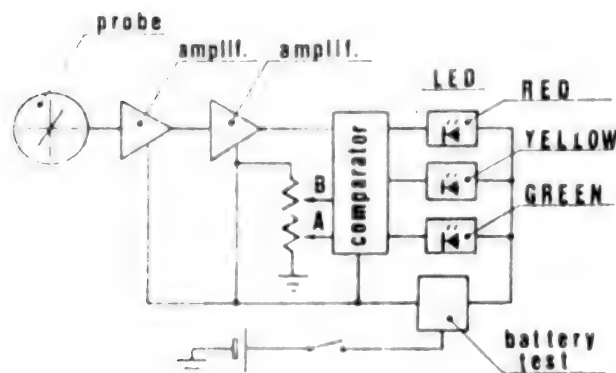 probe
amplif.
amplif.
LED
RED
YELLOW
GREEN
B
A
comparator
battery
test